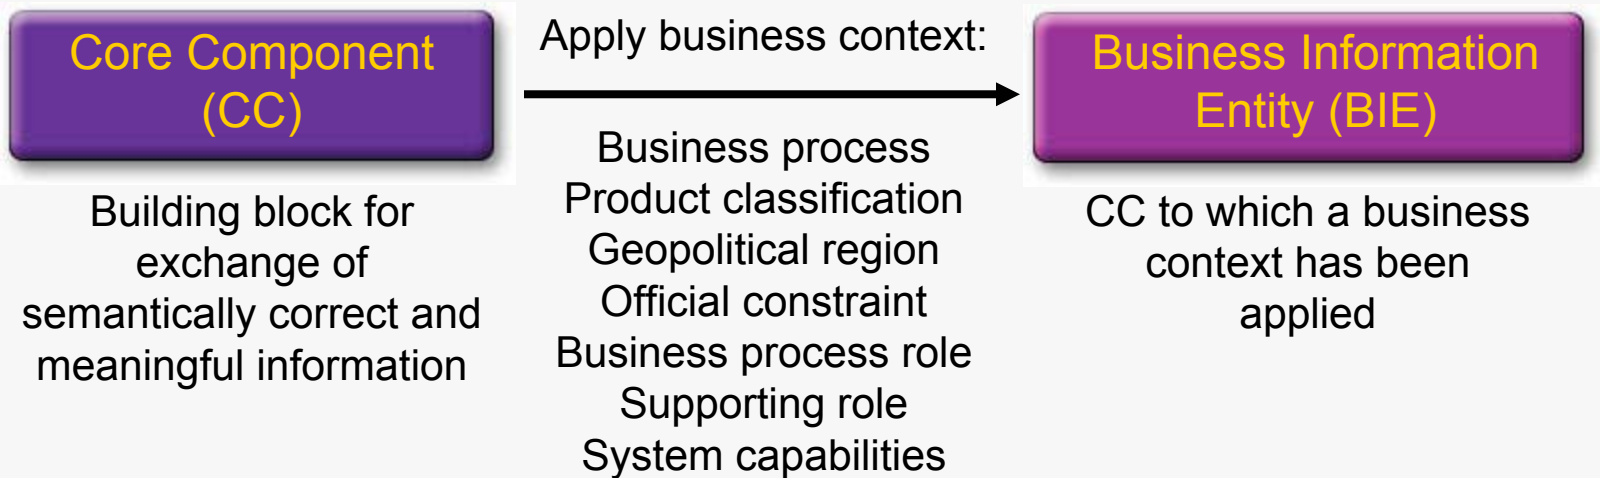 Core Component
(CC)
Building block for
exchange of
semantically correct and
meaningful information
Apply business context:
Business process
Product classification
Geopolitical region
Official constraint
Business process role
Supporting role
System capabilities
Business Information
Entity (BIE)
CC to which a business
context has been
applied